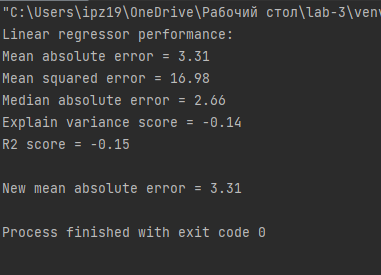 "C:\Users\ipz19\OneDrive\Рабочий стол\lab-3\venv
Linear regressor performance:
Mean absolute error = 3.31
Mean squared error = 16.98
Median absolute error = 2.66
Explain variance score = -0.14
R2 score = -0.15
New mean absolute error = 3.31
Process finished with exit code 0